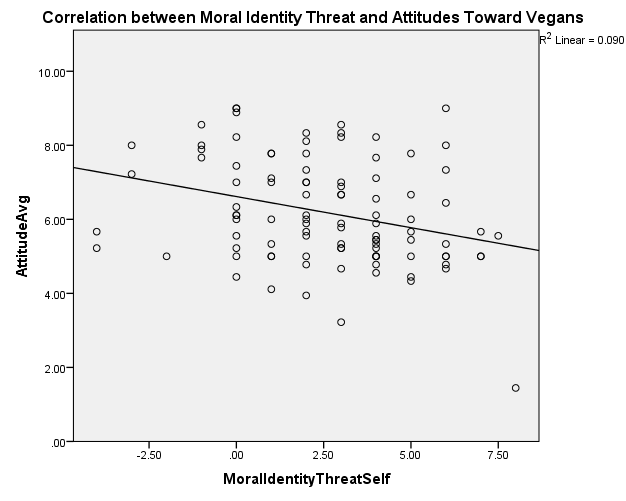 Correlation between Moral Identity Threat and Attitudes Toward Vegans
R2 Linear = 0.090
10.00
8.00
6.00
4.00
2.00
.00
AttitudeAvg
-2.50 .00 2.50 5.00 7.50
MoralIdentityThreatSelf